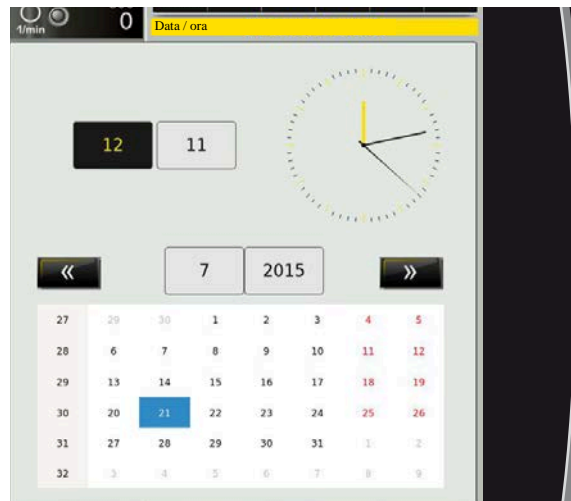 1/min
0
Data / ora
12 11
7 2015
27 29 30 1 2 3 4 5
28 6 7 8 9 10 11 12
29 13 14 15 16 17 18 19
30 20 21 22 23 24 25 26
31 27 28 29 30 31 1 2
32 3 4 5 6 7 8 9